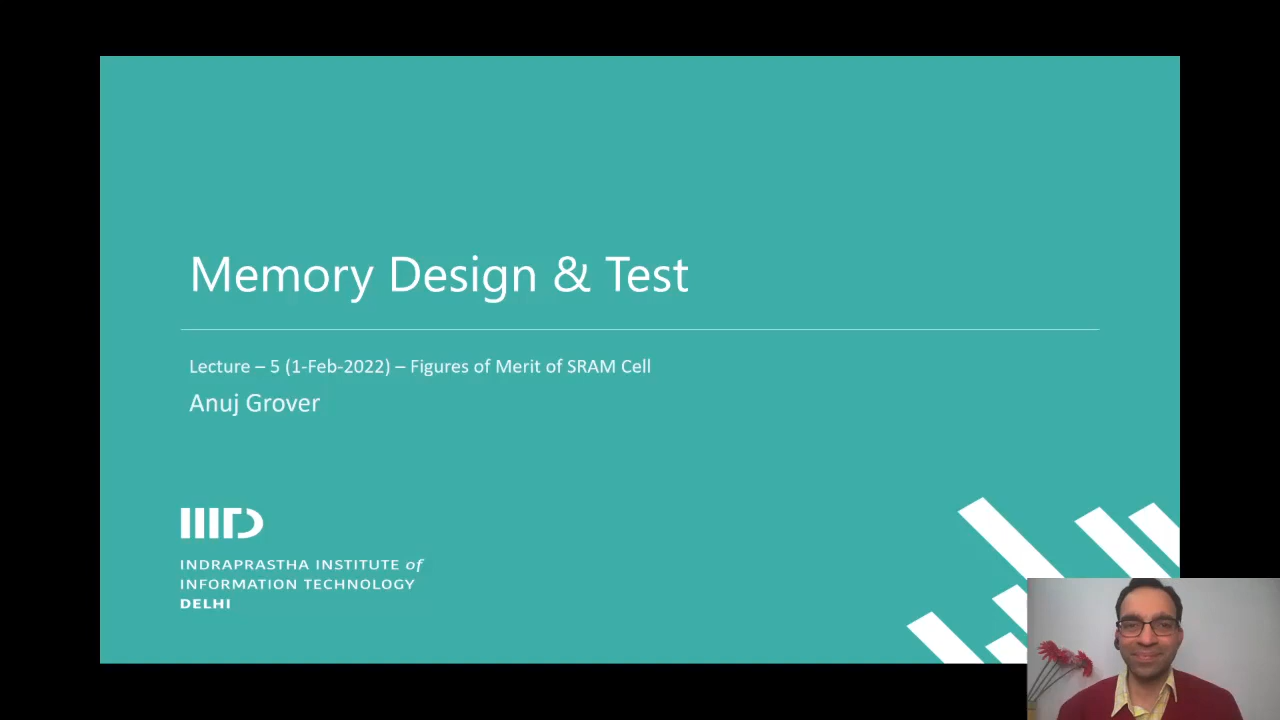 Memory Design & Test
Lecture – 5 (1-Feb-2022) – Figures of Merit of SRAM Cell
Anuj Grover
IIITD
INDRAPRASTHA INSTITUTE of
INFORMATION TECHNOLOGY
DELHI